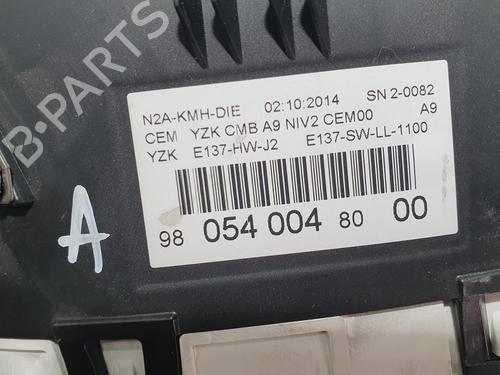 B-PARTS
N2A-KMH-DIE 02:10:2014 SN 2-0082
CEM YZK CMB A9 NIV2 CEM00 A9
YZK E137-HW-J2 E137-SW-LL-1100
98 054 004 80 00
A